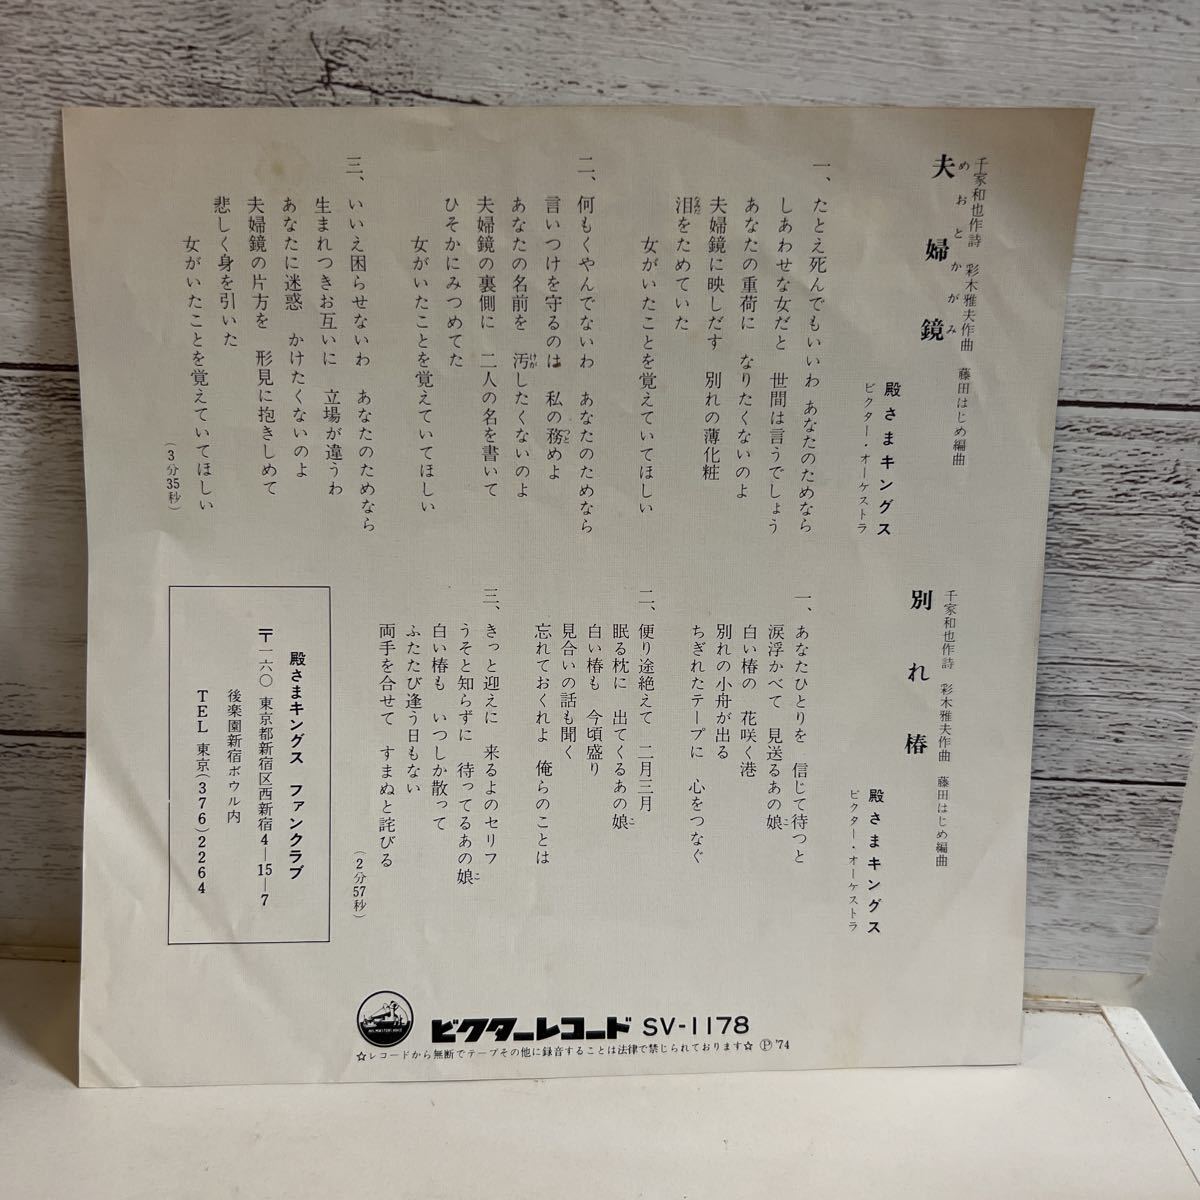 千家和也作詩　彩木雅夫作曲　藤田はじめ編曲
夫婦鏡
めおとかがみ
殿さまキングス
ビクター・オーケストラ
一、たとえ死んでもいいわ　あなたのためなら
しあわせな女だと　世間は言うでしょう
あなたの重荷に　なりたくないのよ
夫婦鏡に映しだす　別れの薄化粧
泪をためていた
女がいたことを覚えていてほしい
二、何もくやんでないわ　あなたのためなら
言いつけを守るのは　私の務めよ
あなたの名前を　汚したくないのよ
夫婦鏡の裏側に　二人の名を書いて
ひそかにみつめてた
女がいたことを覚えていてほしい
三、いいえ困らせないわ　あなたのためなら
生まれつきお互いに　立場が違うわ
あなたに迷惑　かけたくないのよ
夫婦鏡の片方を　形見に抱きしめて
悲しく身を引いた
女がいたことを覚えていてほしい
（3分35秒）
千家和也作詩　彩木雅夫作曲　藤田はじめ編曲
別れ椿
殿さまキングス
ビクター・オーケストラ
一、あなたひとりを　信じて待つと
涙浮かべて　見送るあの娘
白い椿の　花咲く港
別れの小舟が出る
ちぎれたテープに　心をつなぐ
二、便り途絶えて　二月三月
眠る枕に　出てくるあの娘
白い椿も　今頃盛り
見合いの話も聞く
忘れておくれよ　俺らのことは
三、きっと迎えに　来るよのセリフ
うそと知らずに　待ってるあの娘
白い椿も　いつしか散って
ふたたび逢う日もない
両手を合せて　すまぬと詫びる
（2分57秒）
殿さまキングス　ファンクラブ
〒一六〇　東京都新宿区西新宿4―15―7
後楽園新宿ボウル内
TEL　東京（376）2264
HIS MASTER'S VOICE
ビクターレコード SV-1178
☆レコードから無断でテープその他に録音することは法律で禁じられております☆ Ⓟ'74